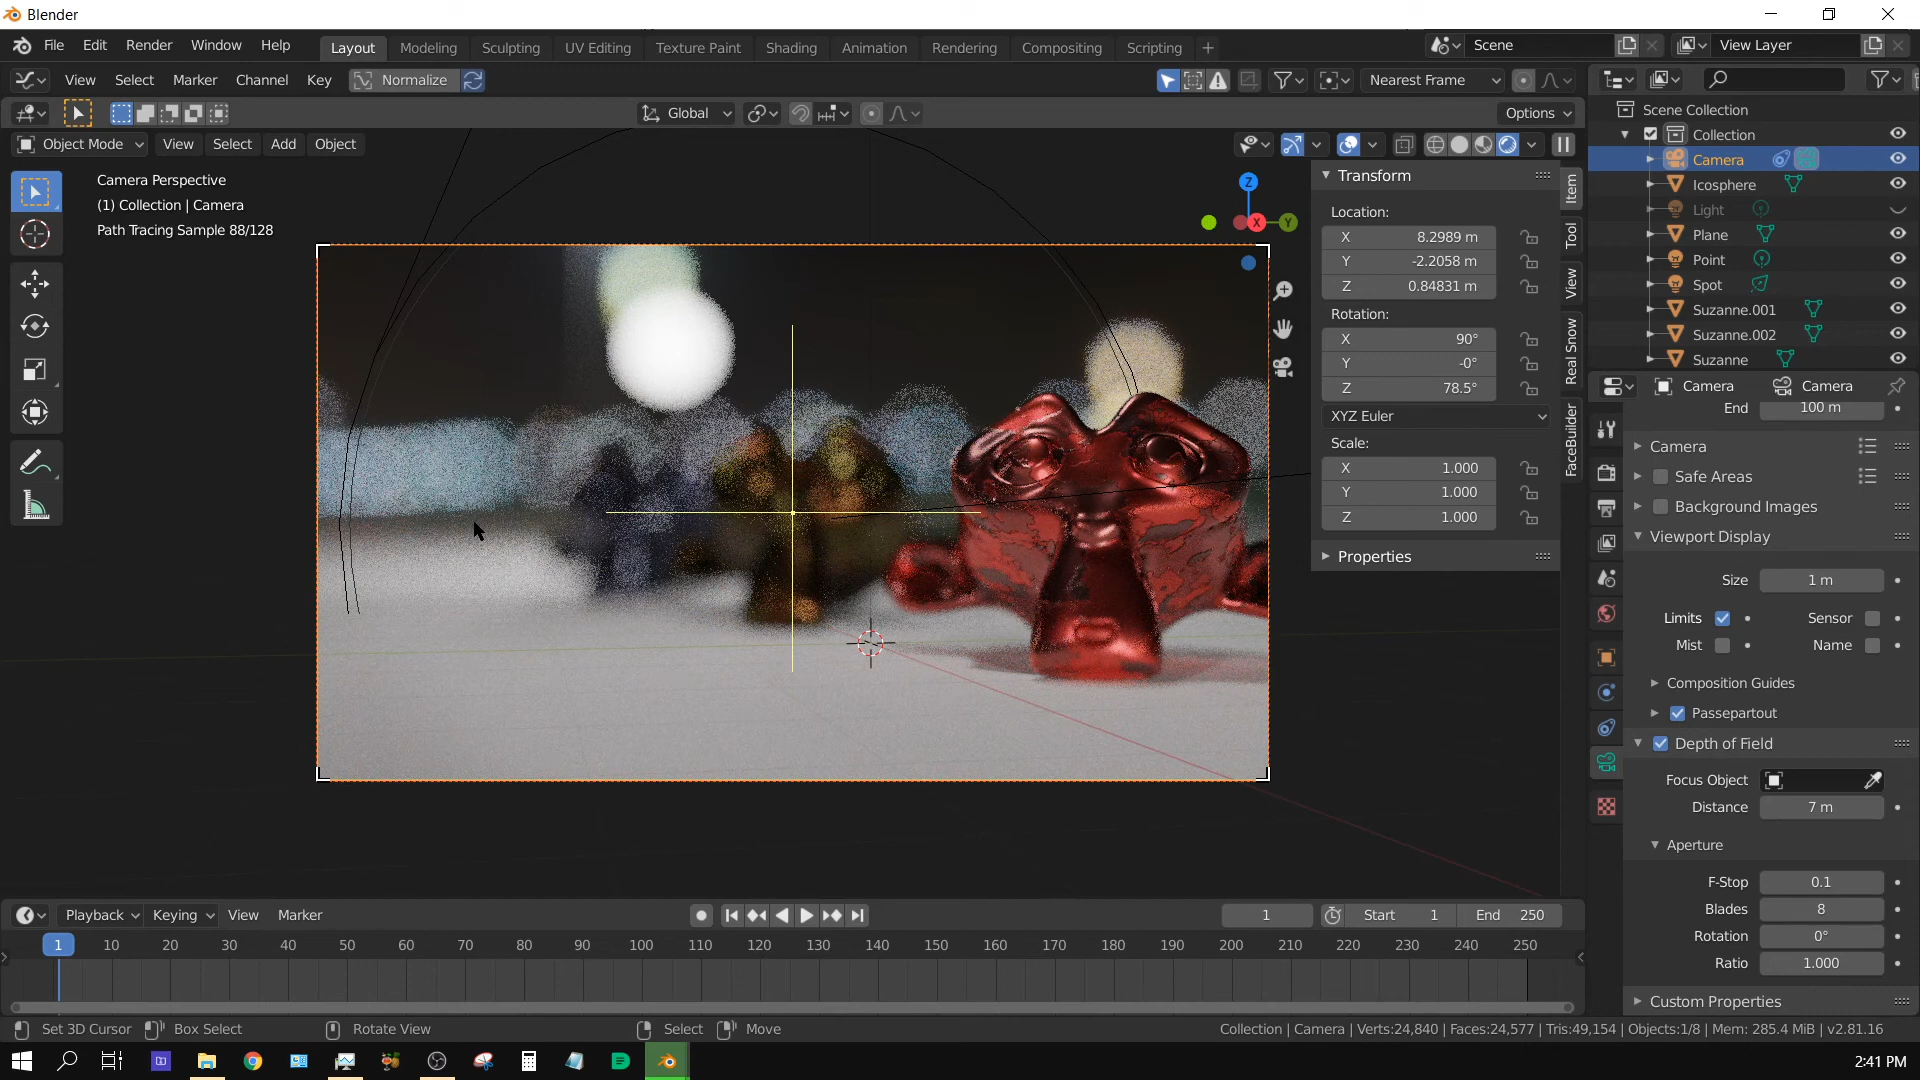 Blender
File Edit Render Window Help Layout Modeling Sculpting UV Editing Texture Paint Shading Animation Rendering Compositing Scripting + Scene View Layer
View Select Marker Channel Key Normalize Nearest Frame
Global Options
Object Mode View Select Add Object
Camera Perspective
(1) Collection | Camera
Path Tracing Sample 88/128
Z
X
Y
Transform
Location:
X 8.2989 m
Y -2.2058 m
Z 0.84831 m
Rotation:
X 90°
Y -0°
Z 78.5°
XYZ Euler
Scale:
X 1.000
Y 1.000
Z 1.000
Properties
Item
Tool
View
Real Snow
FaceBuilder
Scene Collection
Collection
Camera
Icosphere
Light
Plane
Point
Spot
Suzanne.001
Suzanne.002
Suzanne
Camera Camera
End 100 m
Camera
Safe Areas
Background Images
Viewport Display
Size 1 m
Limits Sensor
Mist Name
Composition Guides
Passepartout
Depth of Field
Focus Object
Distance 7 m
Aperture
F-Stop 0.1
Blades 8
Rotation 0°
Ratio 1.000
Custom Properties
Playback Keying View Marker 1 Start 1 End 250
1 10 20 30 40 50 60 70 80 90 100 110 120 130 140 150 160 170 180 190 200 210 220 230 240 250
Set 3D Cursor Box Select Rotate View Select Move Collection | Camera | Verts:24,840 | Faces:24,577 | Tris:49,154 | Objects:1/8 | Mem: 285.4 MiB | v2.81.16
2:41 PM